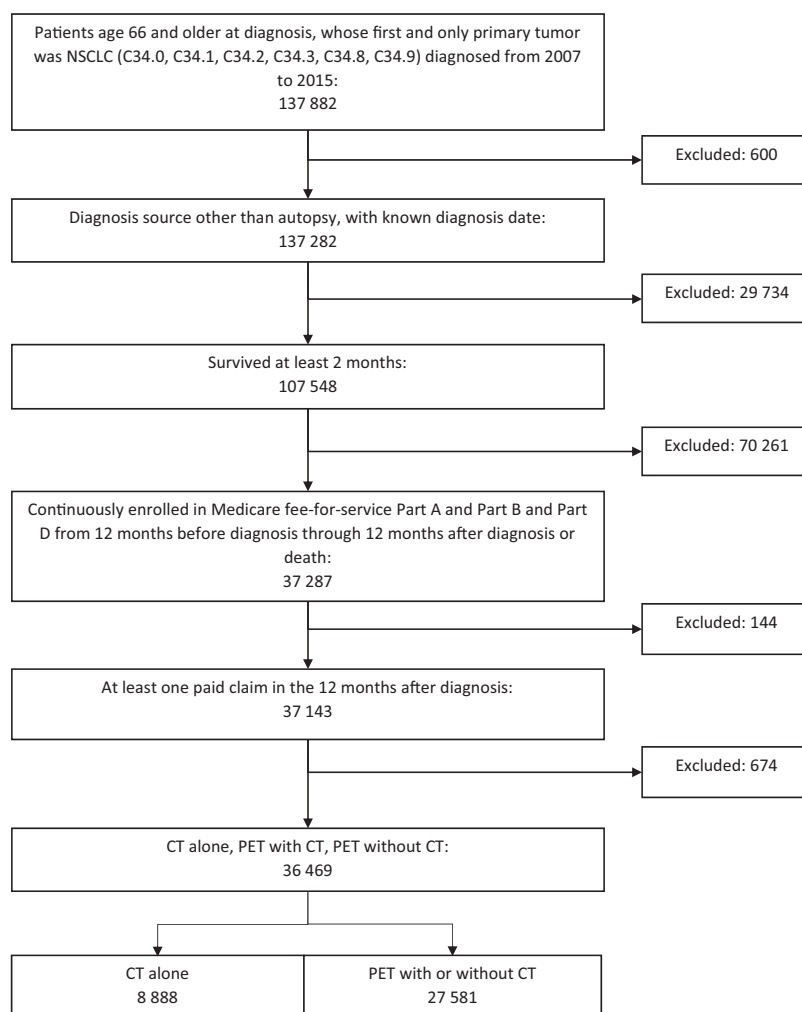 Patients age 66 and older at diagnosis, whose first and only primary tumor
was NSCLC (C34.0, C34.1, C34.2, C34.3, C34.8, C34.9) diagnosed from 2007
to 2015:
137 882
Excluded: 600
Diagnosis source other than autopsy, with known diagnosis date:
137 282
Excluded: 29 734
Survived at least 2 months:
107 548
Excluded: 70 261
Continuously enrolled in Medicare fee-for-service Part A and Part B and Part
D from 12 months before diagnosis through 12 months after diagnosis or
death:
37 287
Excluded: 144
At least one paid claim in the 12 months after diagnosis:
37 143
Excluded: 674
CT alone, PET with CT, PET without CT:
36 469
CT alone
8 888
PET with or without CT
27 581